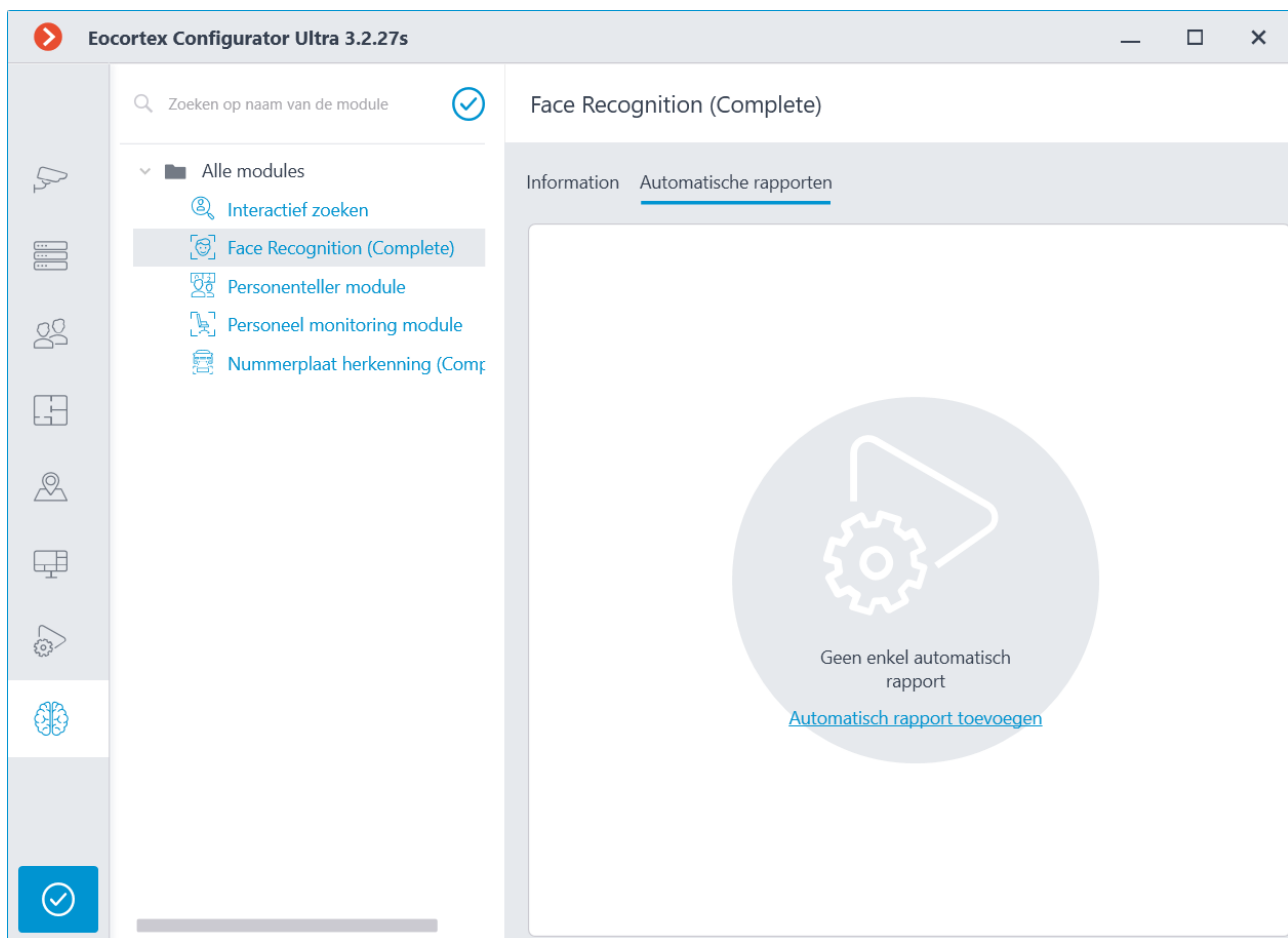 Eocortex Configurator Ultra 3.2.27s
Zoeken op naam van de module
Alle modules
Interactief zoeken
Face Recognition (Complete)
Personenteller module
Personeel monitoring module
Nummerplaat herkenning (Comp
Face Recognition (Complete)
Information Automatische rapporten
Geen enkel automatisch
rapport
Automatisch rapport toevoegen